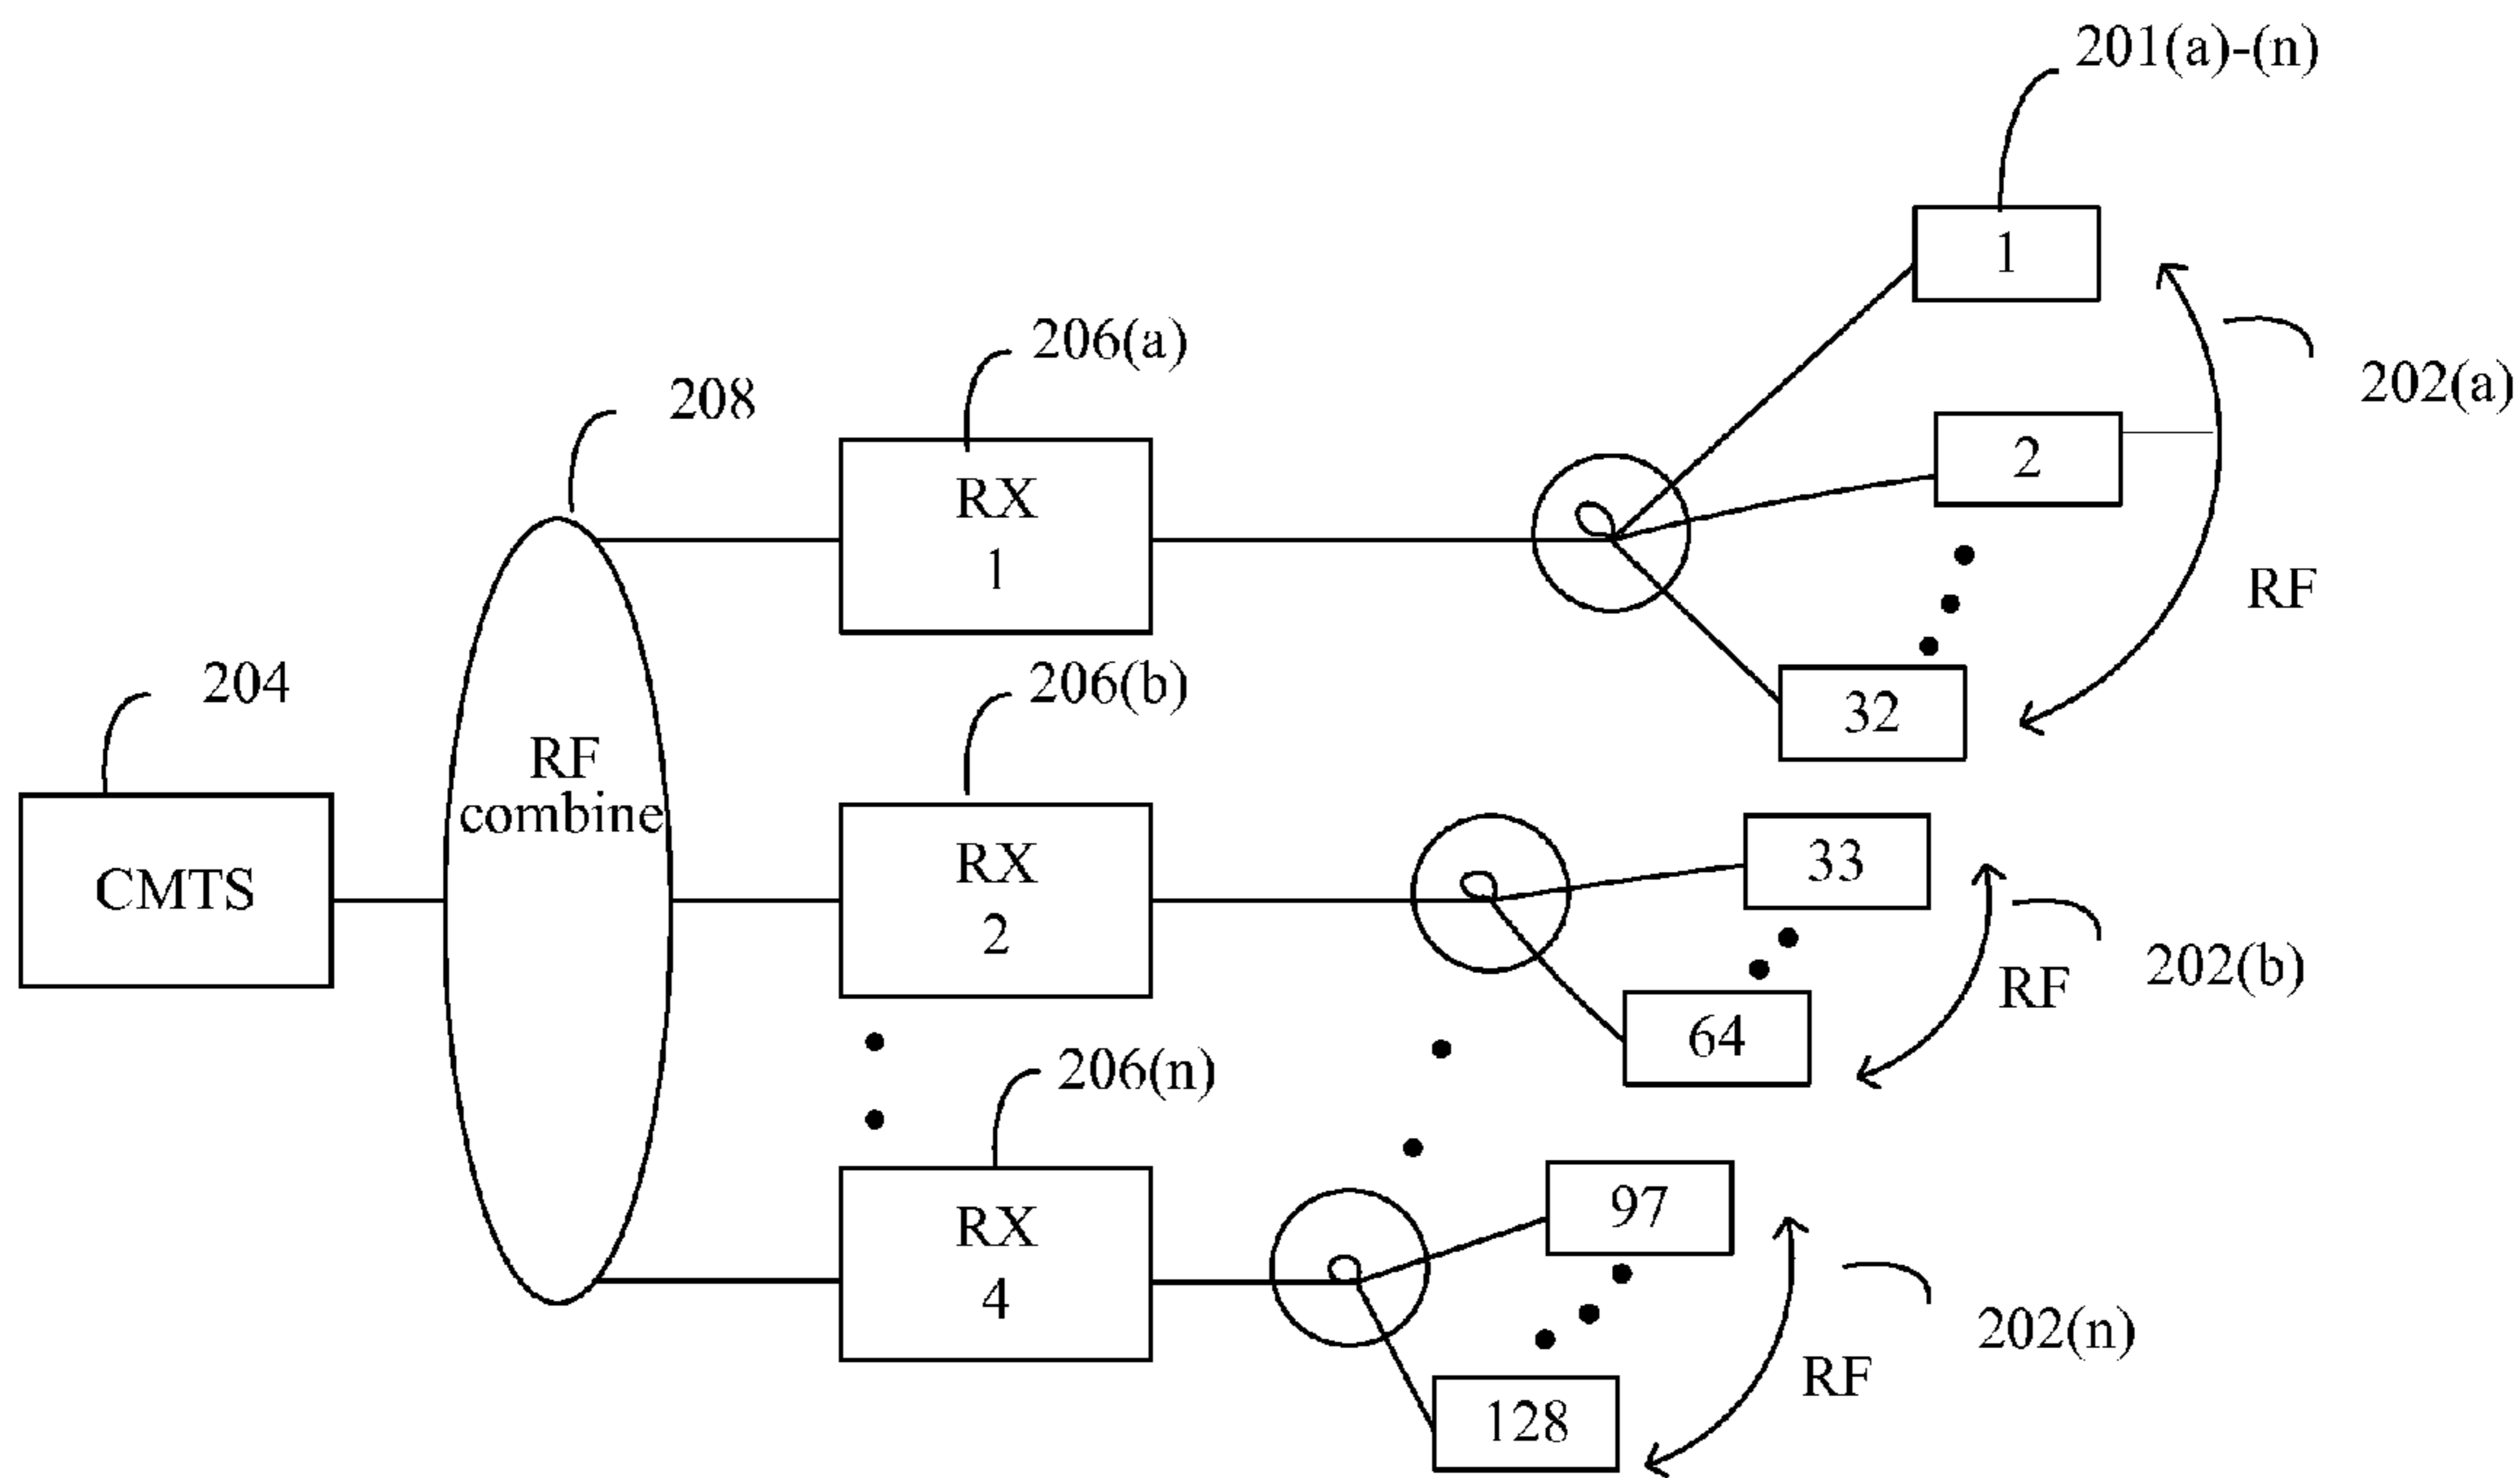 201(a)-(n)
1
206(a)
202(a)
208
2
RX
1
RF
204
206(b)
32
RF
combine
33
CMTS
RX
2
202(b)
RF
64
206(n)
97
RX
4
202(n)
RF
128